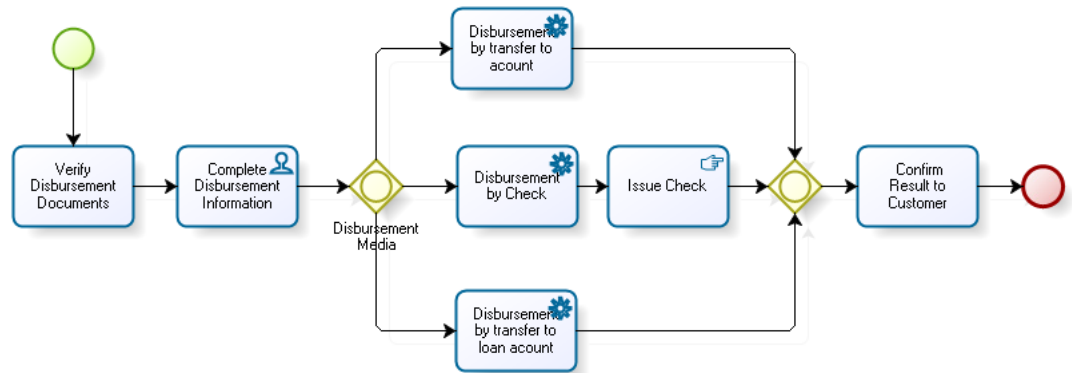 Disbursement
by transfer to
acount
Verify
Disbursement
Documents
Complete
Disbursement
Information
Disbursement
Media
Disbursement
by Check
Issue Check
Confirm
Result to
Customer
Disbursement
by transfer to
loan acount